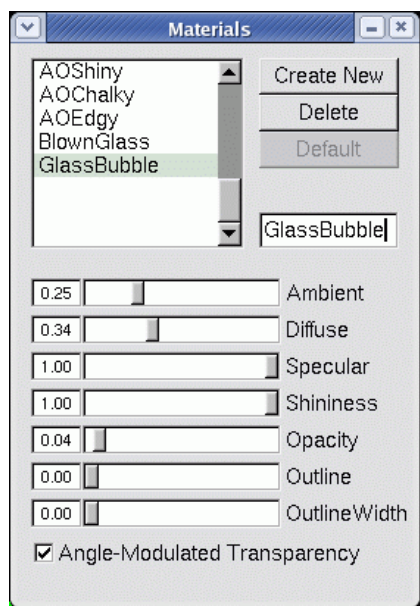 Materials
AOShiny
AOChalky
AOEdgy
BlownGlass
GlassBubble
Create New
Delete
Default
GlassBubble
0.25 Ambient
0.34 Diffuse
1.00 Specular
1.00 Shininess
0.04 Opacity
0.00 Outline
0.00 OutlineWidth
Angle-Modulated Transparency